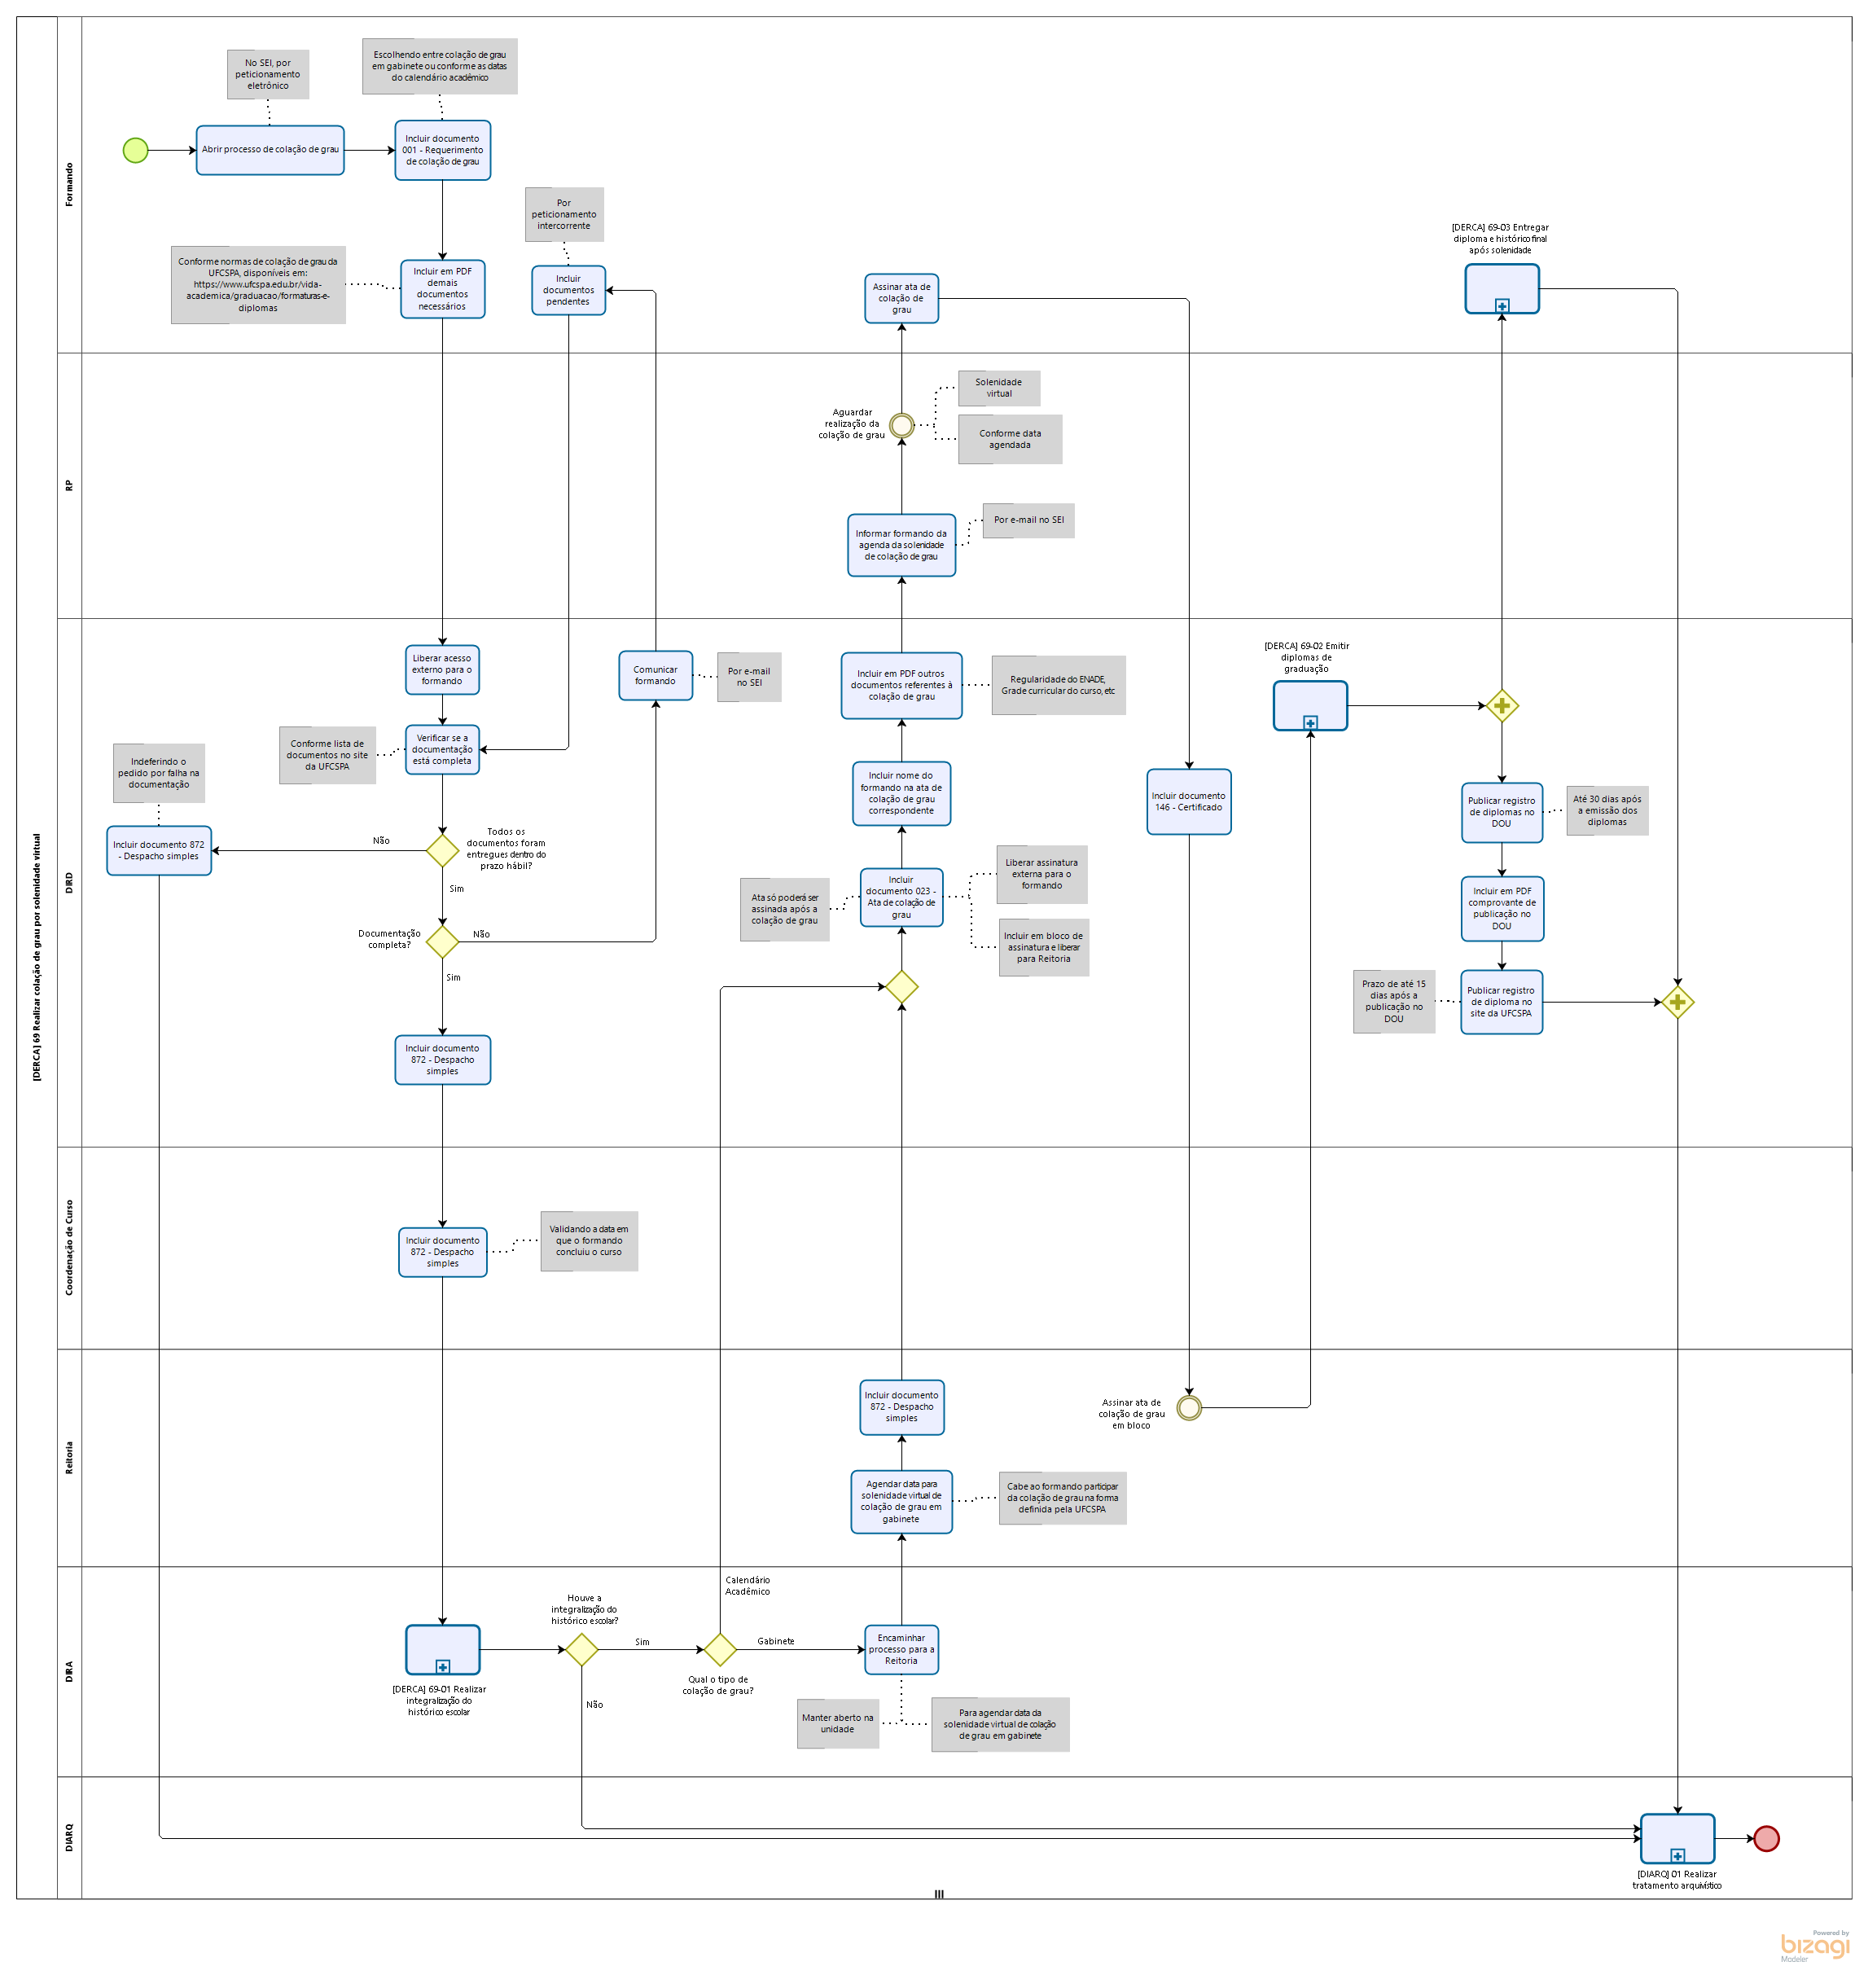 [DERCA] 69 Realizar colação de grau por solenidade virtual
Formando
No SEI, por
peticionamento
eletrônico
Escolhendo entre colação de grau
em gabinete ou conforme as datas
do calendário acadêmico
Abrir processo de colação de grau
Incluir documento
001 - Requerimento
de colação de grau
Por
peticionamento
intercorrente
Conforme normas de colação de grau da
UFCSPA, disponíveis em:
https://www.ufcspa.edu.br/vida-
academica/graduacao/formaturas-e-
diplomas
Incluir em PDF
demais
documentos
necessários
Incluir
documentos
pendentes
Assinar ata de
colação de
grau
[DERCA] 69-03 Entregar
diploma e histórico final
após solenidade
RP
Solenidade
virtual
Aguardar
realização da
colação de grau
Conforme data
agendada
Informar formando da
agenda da solenidade
de colação de grau
Por e-mail no SEI
DIRD
Liberar acesso
externo para o
formando
Comunicar
formando
Por e-mail
no SEI
Incluir em PDF outros
documentos referentes à
colação de grau
Regularidade do ENADE,
Grade curricular do curso, etc
[DERCA] 69-02 Emitir
diplomas de
graduação
Conforme lista de
documentos no site
da UFCSPA
Verificar se a
documentação
está completa
Indeferindo o
pedido por falha na
documentação
Incluir nome do
formando na ata de
colação de grau
correspondente
Incluir documento
146 - Certificado
Publicar registro
de diplomas no
DOU
Até 30 dias após
a emissão dos
diplomas
Incluir documento 872
- Despacho simples
Não
Todos os
documentos foram
entregues dentro do
prazo hábil?
Sim
Ata só poderá ser
assinada após a
colação de grau
Incluir
documento 023 -
Ata de colação de
grau
Liberar assinatura
externa para o
formando
Incluir em bloco de
assinatura e liberar
para Reitoria
Incluir em PDF
comprovante de
publicação no
DOU
Documentação
completa?
Não
Sim
Prazo de até 15
dias após a
publicação no
DOU
Publicar registro
de diploma no
site da UFCSPA
Incluir documento
872 - Despacho
simples
Coordenação de Curso
Incluir documento
872 - Despacho
simples
Validando a data em
que o formando
concluiu o curso
Reitoria
Incluir documento
872 - Despacho
simples
Assinar ata de
colação de grau
em bloco
Agendar data para
solenidade virtual de
colação de grau em
gabinete
Cabe ao formando participar
da colação de grau na forma
definida pela UFCSPA
DIRA
Calendário
Acadêmico
Houve a
integralização do
histórico escolar?
Sim
Gabinete
Encaminhar
processo para a
Reitoria
Qual o tipo de
colação de grau?
[DERCA] 69-01 Realizar
integralização do
histórico escolar
Não
Manter aberto na
unidade
Para agendar data da
solenidade virtual de colação
de grau em gabinete
DIARQ
[DIARQ] 01 Realizar
tratamento arquivístico
Powered by
bizagi
Modeler